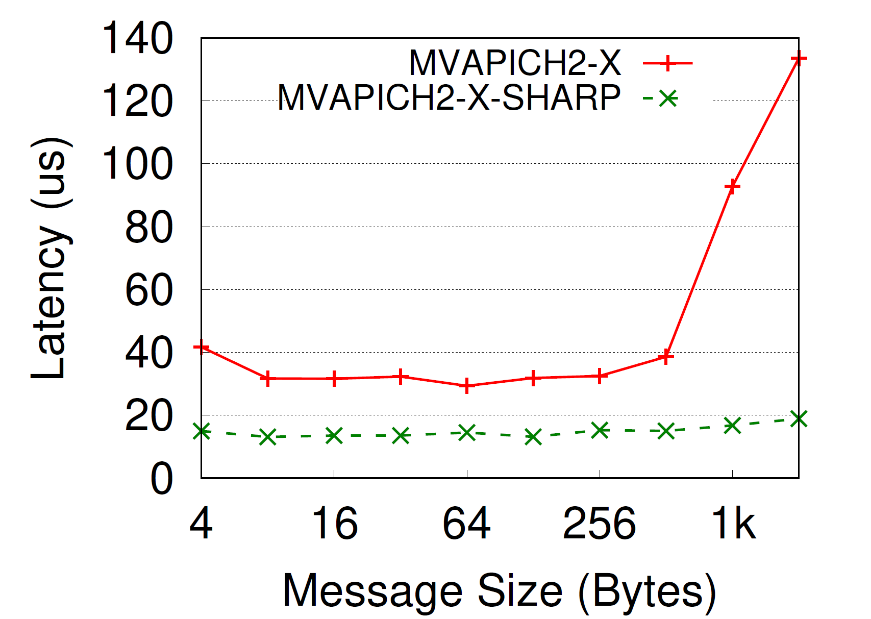 140
120
100
80
60
40
20
0
Latency (us)
MVAPICH2-X
MVAPICH2-X-SHARP
4 16 64 256 1k
Message Size (Bytes)